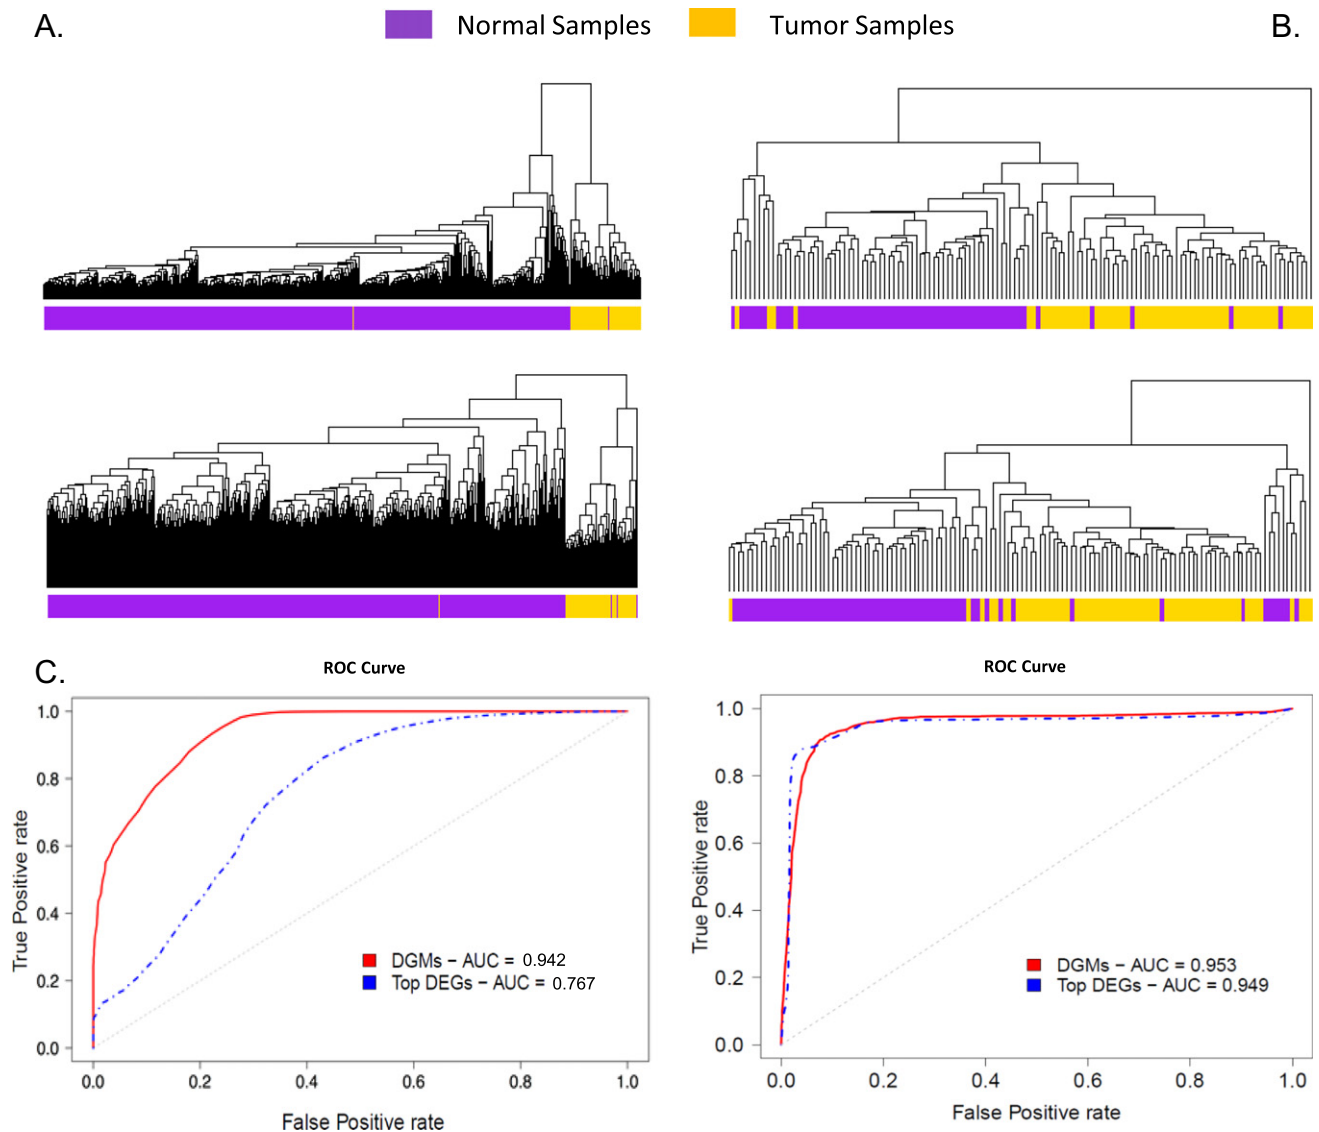 A.
Normal Samples
Tumor Samples
B.
C.
ROC Curve
True Positive rate
1.0
0.8
0.6
0.4
0.2
0.0
DGMs – AUC = 0.942
Top DEGs – AUC = 0.767
0.0 0.2 0.4 0.6 0.8 1.0
False Positive rate
ROC Curve
True Positive rate
1.0
0.8
0.6
0.4
0.2
0.0
DGMs – AUC = 0.953
Top DEGs – AUC = 0.949
0.0 0.2 0.4 0.6 0.8 1.0
False Positive rate